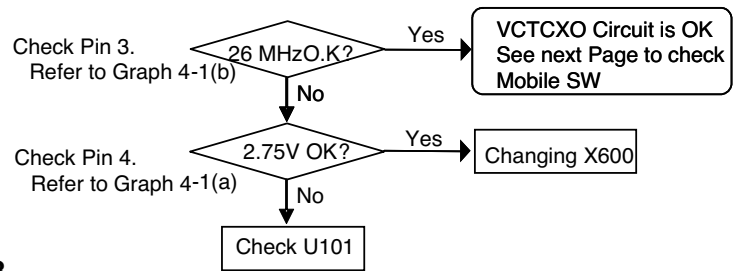 Check Pin 3.
Refer to Graph 4-1(b)
26 MHzO.K?
Yes
VCTCXO Circuit is OK
See next Page to check
Mobile SW
No
Check Pin 4.
Refer to Graph 4-1(a)
2.75V OK?
Yes
Changing X600
No
Check U101